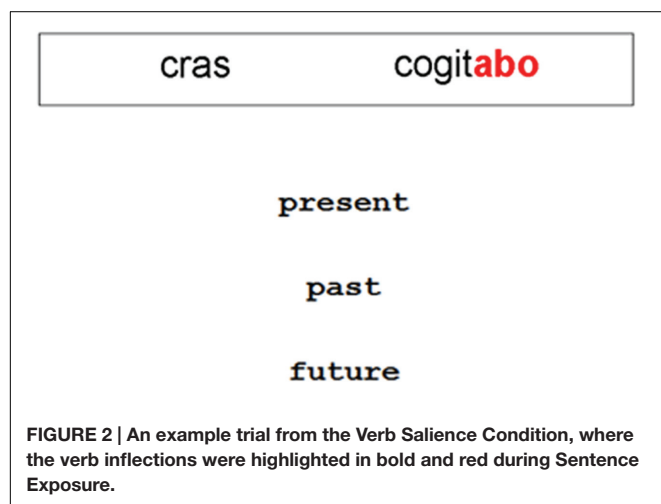 cras cogitabo
present
past
future
FIGURE 2 | An example trial from the Verb Salience Condition, where
the verb inflections were highlighted in bold and red during Sentence
Exposure.